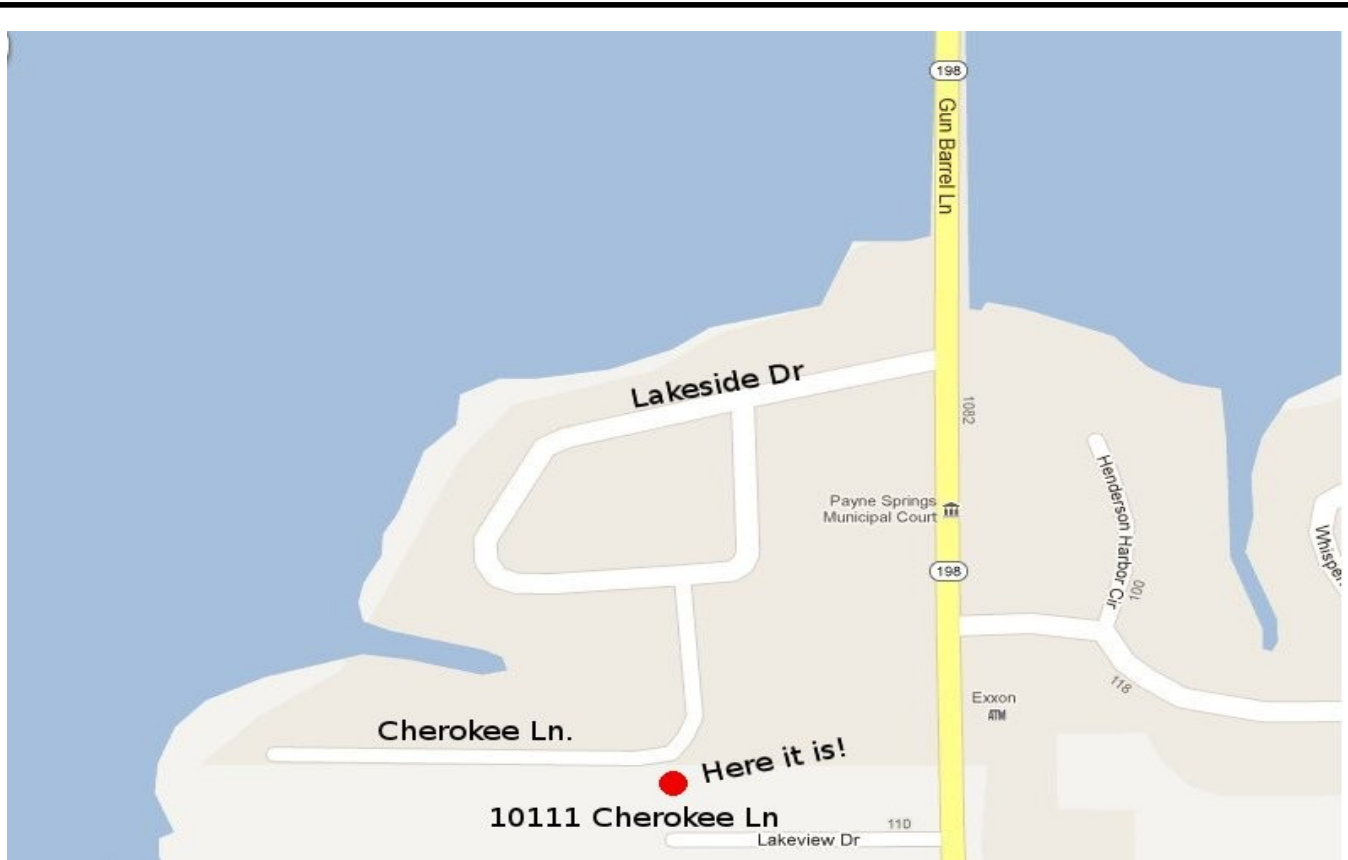 198
Gun Barrel Ln
Lakeside Dr
1082
Henderson Harbor Cir
100
Payne Springs
Municipal Court
198
118
Exxon
ATM
Cherokee Ln.
Here it is!
10111 Cherokee Ln
110
Lakeview Dr